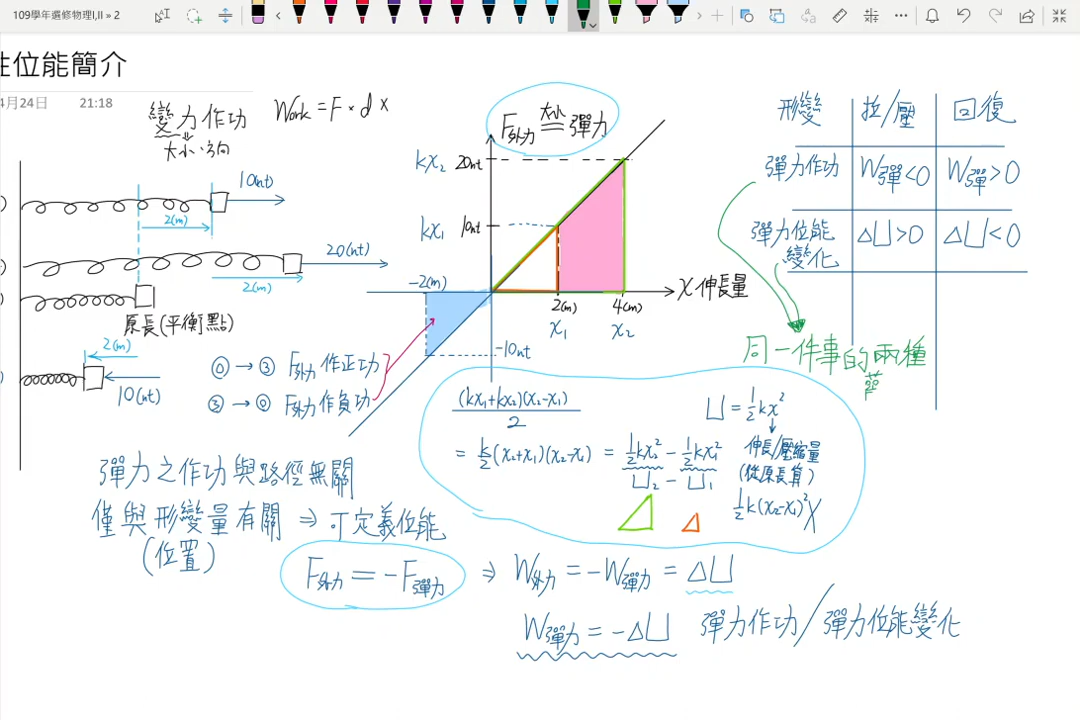 109學年選修物理I,II » 2
性位能簡介
4月24日 21:18
變力作功
大小.方向
Work = F × d ×
10(nt)
2(m)
20(nt)
2(m)
原長(平衡點)
2(m)
10(nt)
⓪ → ③ F外力 作正功
③ → ⓪ F外力 作負功
F外力 大小= 彈力
kx₂ 20nt
kx₁ 10nt
-2(m)
2(m) 4(m)
x₁ x₂
X 伸長量
-10nt
形變 拉/壓 回復
彈力作功 W彈<0 W彈>0
彈力位能變化 ΔU>0 ΔU<0
同一件事的兩種
(kx₁+kx₂)(x₂-x₁)/2
= k/2(x₂+x₁)(x₂-x₁) = 1/2kx₂² - 1/2kx₁²
U₂ - U₁
U = 1/2kx²
伸長/壓縮量
(從原長算)
1/2k(x₂-x₁)² X
彈力之作功與路徑無關
僅與形變量有關 ⇒ 可定義位能
(位置)
F外力 = -F彈力 ⇒ W外力 = -W彈力 = ΔU
W彈力 = -ΔU 彈力作功/彈力位能變化